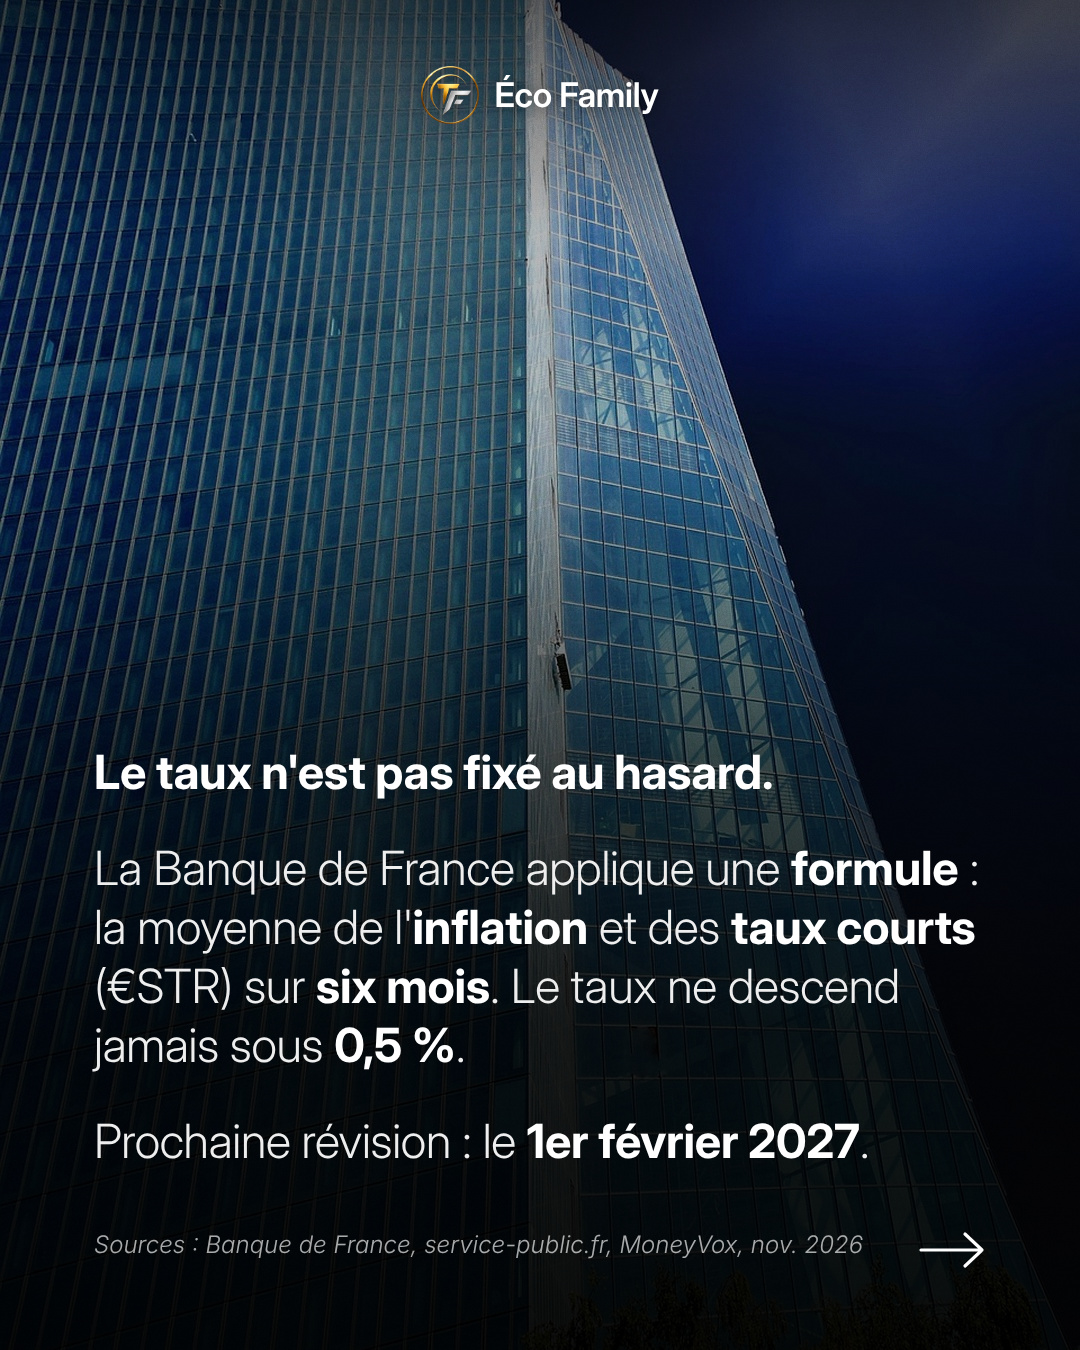 TF Éco Family
Le taux n'est pas fixé au hasard.
La Banque de France applique une formule :
la moyenne de l'inflation et des taux courts
(€STR) sur six mois. Le taux ne descend
jamais sous 0,5 %.
Prochaine révision : le 1er février 2027.
Sources : Banque de France, service-public.fr, MoneyVox, nov. 2026